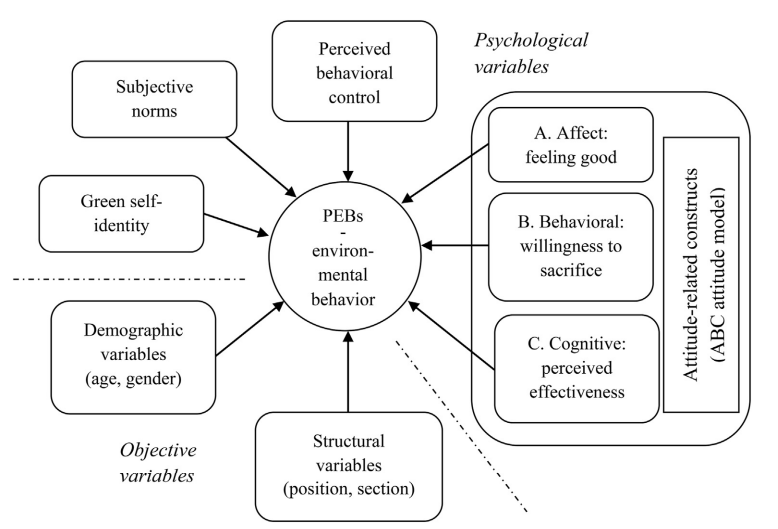 Perceived
behavioral
control
Psychological
variables
Subjective
norms
A. Affect:
feeling good
Green self-
identity
PEBs
-
environ-
mental
behavior
B. Behavioral:
willingness to
sacrifice
Attitude-related constructs
(ABC attitude model)
Demographic
variables
(age, gender)
C. Cognitive:
perceived
effectiveness
Objective
variables
Structural
variables
(position, section)